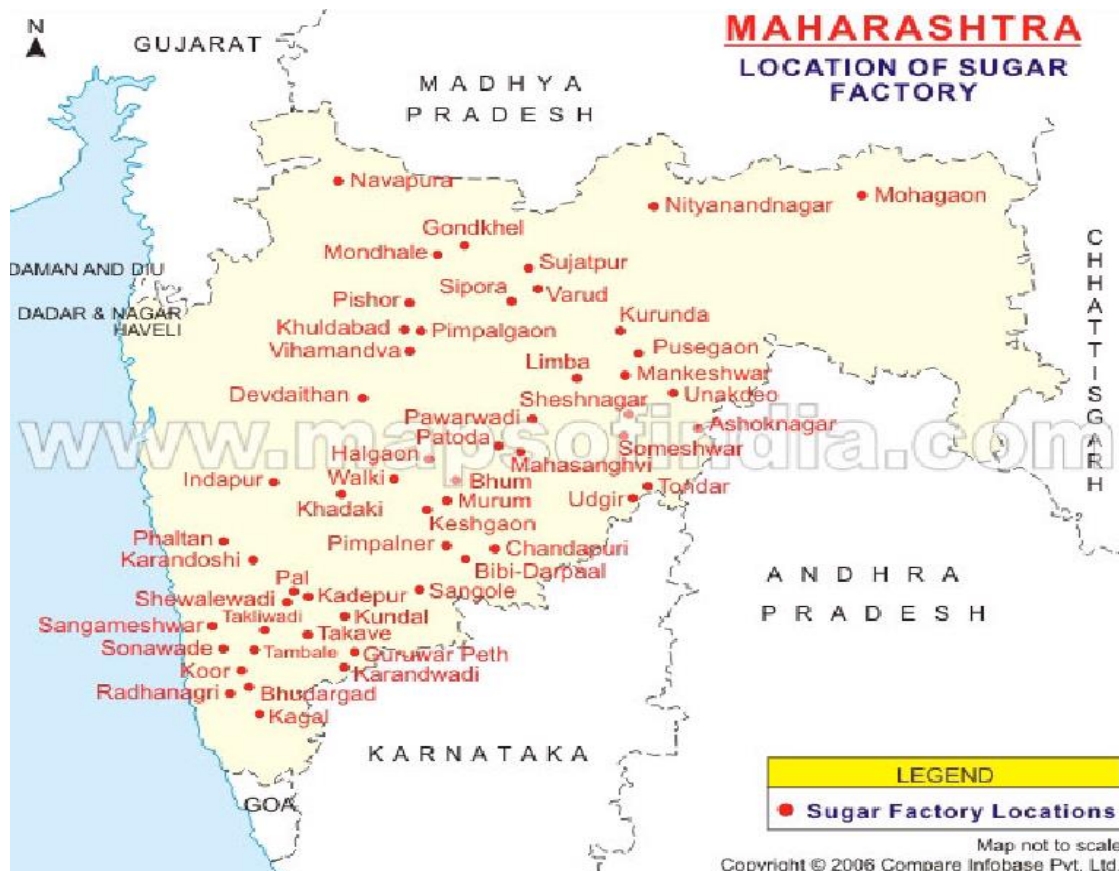 N
GUJARAT
MAHARASHTRA
LOCATION OF SUGAR
FACTORY
MADHYA
PRADESH
Navapura
Nityanandnagar
Mohagaon
Gondkhel
Mondhale
Sujatpur
CHHATTISGARH
DAMAN AND DIU
Sipora
Varud
Pishor
DADAR & NAGAR
HAVELI
Khuldabad
Pimpalgaon
Kurunda
Vihamandva
Pusegaon
Limba
Mankeshwar
Devdaithan
Sheshnagar
Unakdeo
Pawarwadi
Ashoknagar
www.mapsofindia.com
Patoda
Someshwar
Halgaon
Mahasanghvi
Indapur
Walki
Bhum
Tondar
Khadaki
Murum
Udgir
Keshgaon
Phaltan
Pimpalner
Chandapuri
Karandoshi
Bibi-Darpaal
ANDHRA
PRADESH
Pal
Shewalewadi
Kadepur
Sangole
Takliwadi
Kundal
Sangameshwar
Takave
Sonawade
Tambale
Guruwar Peth
Koor
Karandwadi
Radhanagri
Bhudargad
Kagal
KARNATAKA
GOA
LEGEND
Sugar Factory Locations
Map not to scale
Copyright © 2006 Compare Infobase Pvt. Ltd